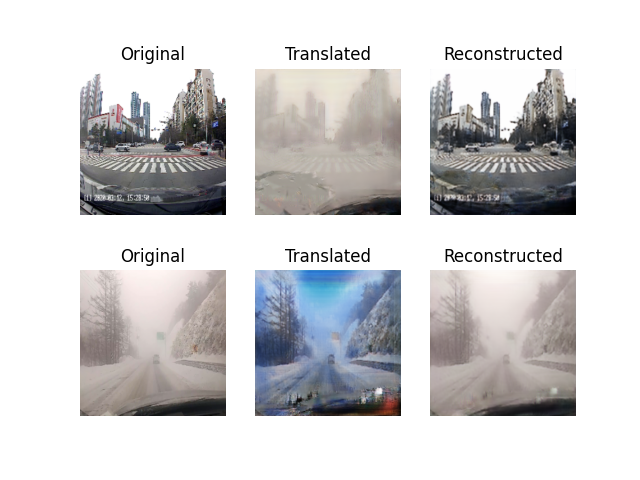 Original
Translated
Reconstructed
Original
Translated
Reconstructed